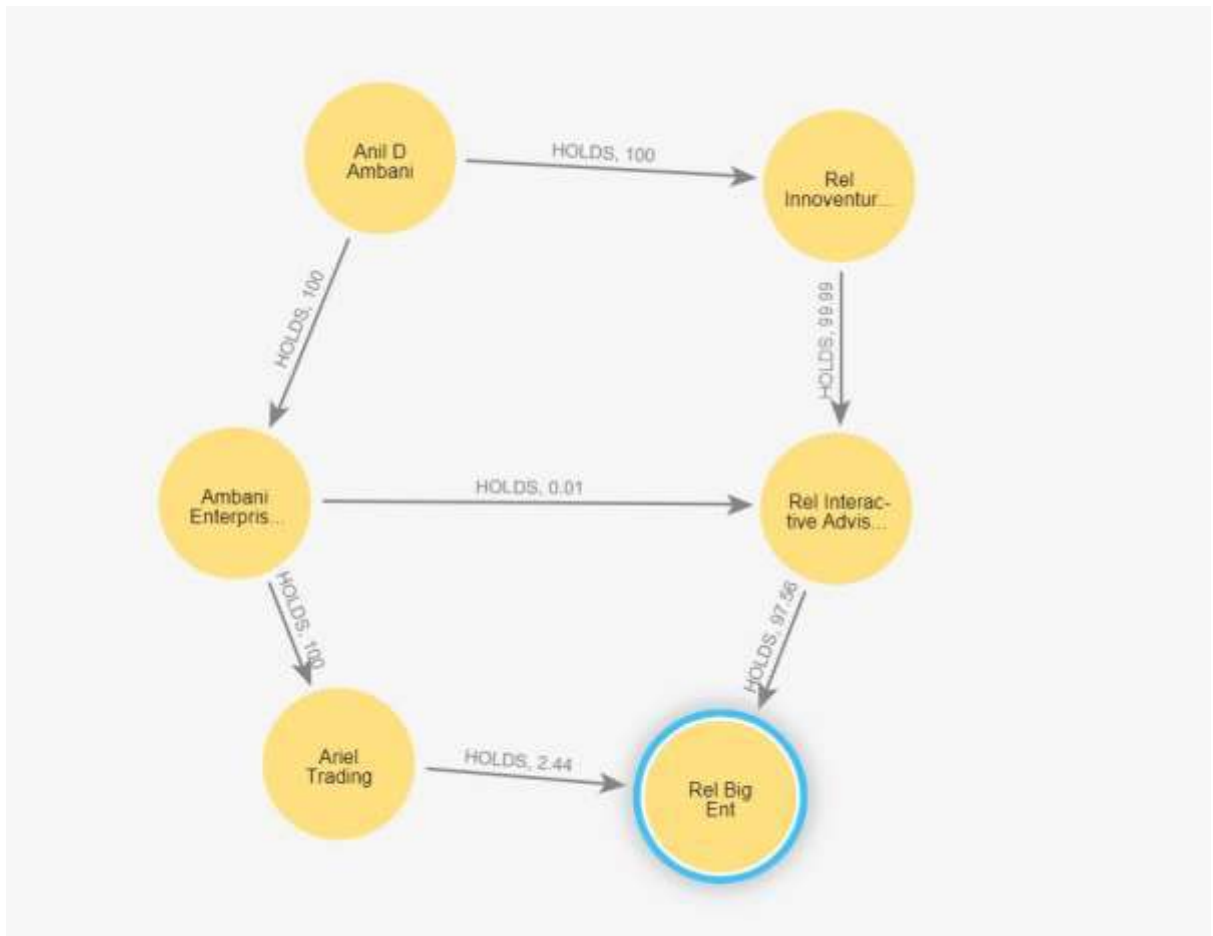 Anil D
Ambani
HOLDS, 100
Rel
Innoventur...
HOLDS, 100
HOLDS, 99.99
Ambani
Enterpris...
HOLDS, 0.01
Rel Interac-
tive Advis...
HOLDS, 100
HOLDS, 97.56
Ariel
Trading
HOLDS, 2.44
Rel Big
Ent